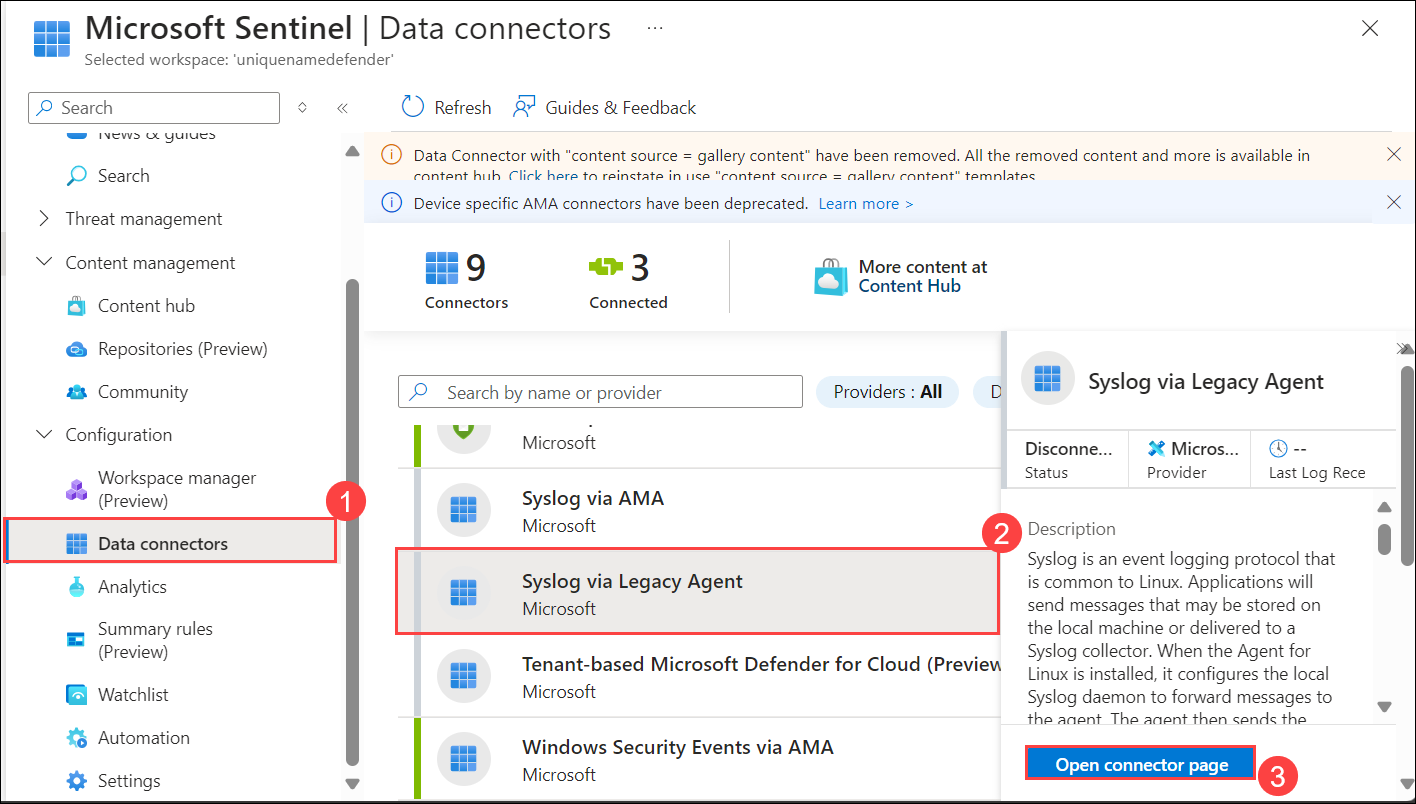 Microsoft Sentinel | Data connectors ...
Selected workspace: 'uniquenamedefender'
Search
News & guides
Search
Threat management
Content management
Content hub
Repositories (Preview)
Community
Configuration
Workspace manager
(Preview)
1
Data connectors
Analytics
Summary rules
(Preview)
Watchlist
Automation
Settings
Refresh
Guides & Feedback
Data Connector with "content source = gallery content" have been removed. All the removed content and more is available in
content hub. Click here to reinstate in use "content source = gallery content" templates.
Device specific AMA connectors have been deprecated. Learn more >
9
Connectors
3
Connected
More content at
Content Hub
Search by name or provider
Providers : All
D
Microsoft
Syslog via AMA
Microsoft
2
Syslog via Legacy Agent
Microsoft
Tenant-based Microsoft Defender for Cloud (Preview
Microsoft
Windows Security Events via AMA
Microsoft
Syslog via Legacy Agent
Disconne...
Status
Micros...
Provider
--
Last Log Rece
Description
Syslog is an event logging protocol that
is common to Linux. Applications will
send messages that may be stored on
the local machine or delivered to a
Syslog collector. When the Agent for
Linux is installed, it configures the local
Syslog daemon to forward messages to
the agent. The agent then sends the
Open connector page
3